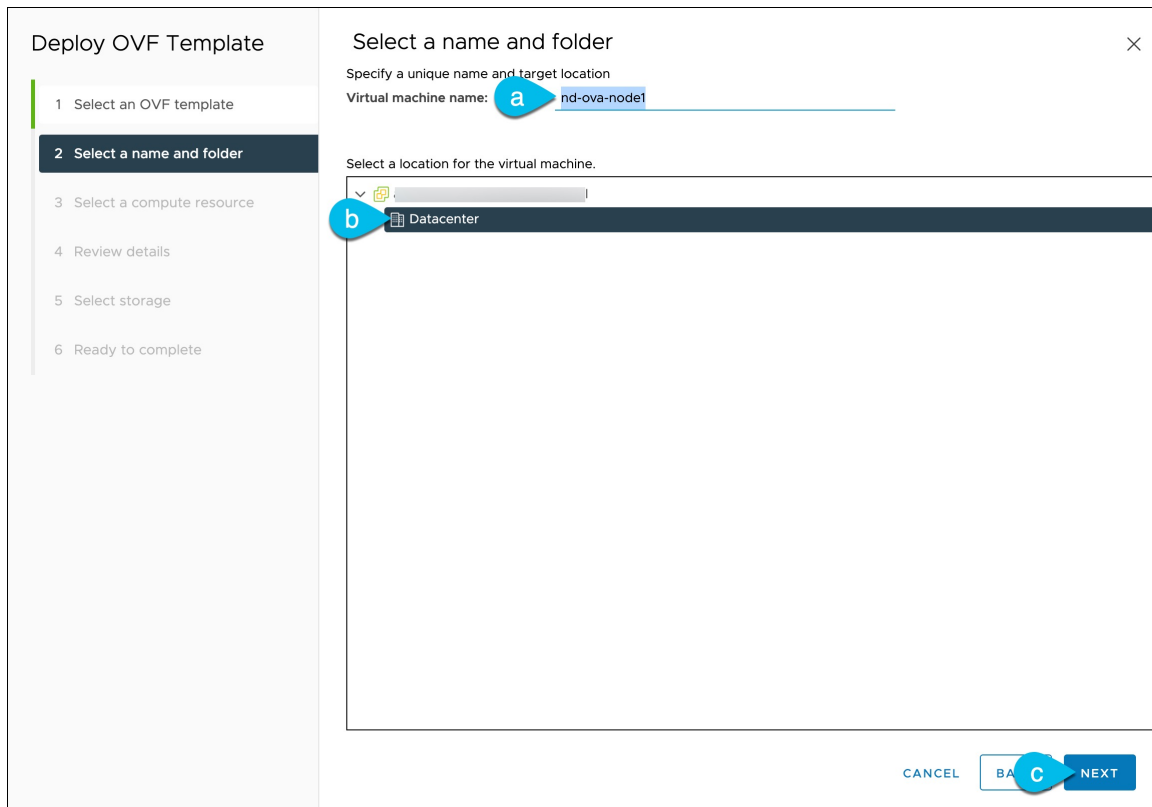 Deploy OVF Template
1 Select an OVF template
2 Select a name and folder
3 Select a compute resource
4 Review details
5 Select storage
6 Ready to complete
Select a name and folder
Specify a unique name and target location
Virtual machine name: a nd-ova-node1
Select a location for the virtual machine.
b Datacenter
CANCEL BA c NEXT